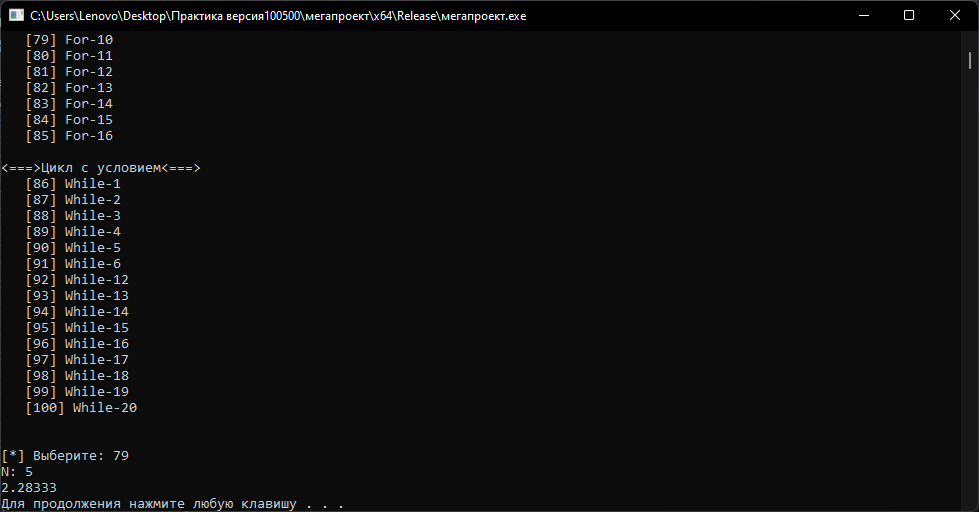 C:\Users\Lenovo\Desktop\Практика версия100500\мегапроект\x64\Release\мегапроект.exe
[79] For-10
[80] For-11
[81] For-12
[82] For-13
[83] For-14
[84] For-15
[85] For-16
<===>Цикл с условием<===>
[86] While-1
[87] While-2
[88] While-3
[89] While-4
[90] While-5
[91] While-6
[92] While-12
[93] While-13
[94] While-14
[95] While-15
[96] While-16
[97] While-17
[98] While-18
[99] While-19
[100] While-20
[*] Выберите: 79
N: 5
2.28333
Для продолжения нажмите любую клавишу . . .